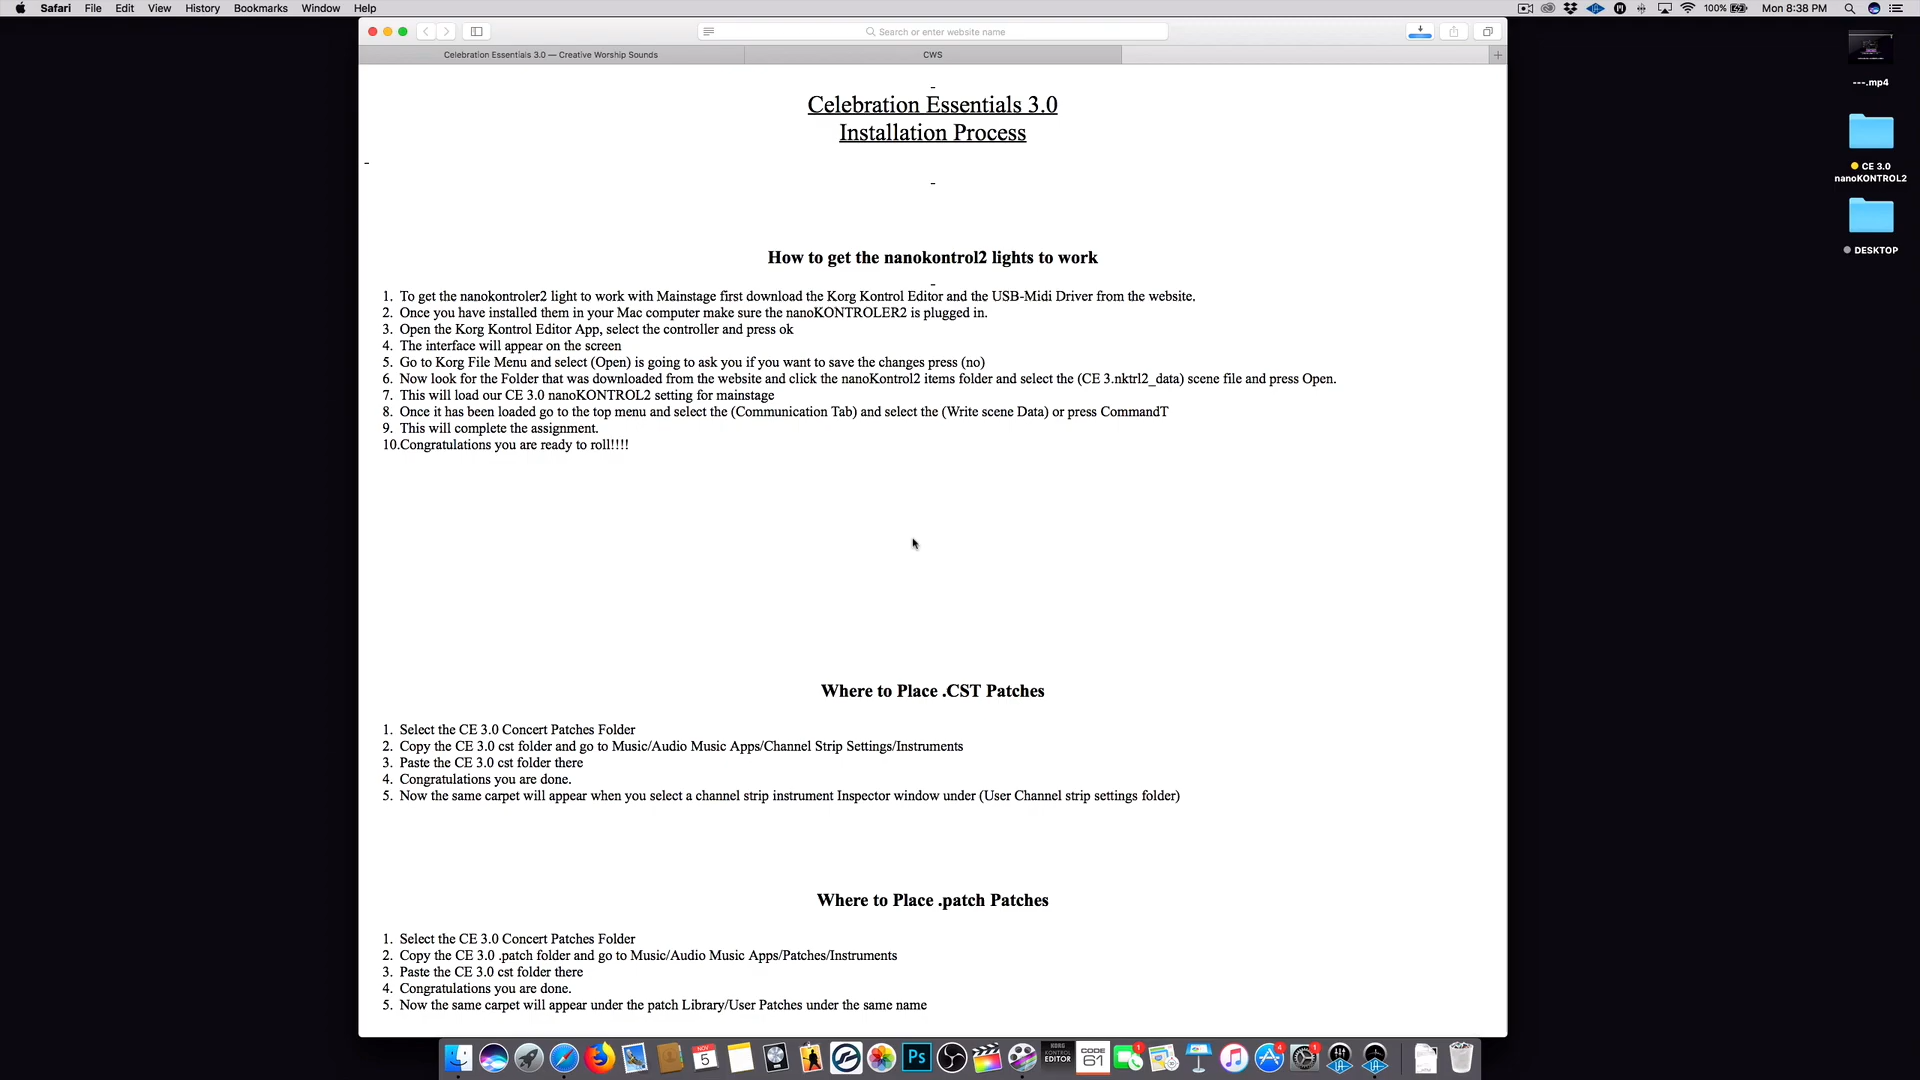 Safari File Edit View History Bookmarks Window Help
100% Mon 8:38 PM
Search or enter website name
Celebration Essentials 3.0 — Creative Worship Sounds
CWS
---.mp4
CE 3.0
nanoKONTROL2
DESKTOP
Celebration Essentials 3.0
Installation Process
How to get the nanokontrol2 lights to work
1. To get the nanokontroler2 light to work with Mainstage first download the Korg Kontrol Editor and the USB-Midi Driver from the website.
2. Once you have installed them in your Mac computer make sure the nanoKONTROLER2 is plugged in.
3. Open the Korg Kontrol Editor App, select the controller and press ok
4. The interface will appear on the screen
5. Go to Korg File Menu and select (Open) is going to ask you if you want to save the changes press (no)
6. Now look for the Folder that was downloaded from the website and click the nanoKontrol2 items folder and select the (CE 3.nktrl2_data) scene file and press Open.
7. This will load our CE 3.0 nanoKONTROL2 setting for mainstage
8. Once it has been loaded go to the top menu and select the (Communication Tab) and select the (Write scene Data) or press CommandT
9. This will complete the assignment.
10.Congratulations you are ready to roll!!!!
Where to Place .CST Patches
1. Select the CE 3.0 Concert Patches Folder
2. Copy the CE 3.0 cst folder and go to Music/Audio Music Apps/Channel Strip Settings/Instruments
3. Paste the CE 3.0 cst folder there
4. Congratulations you are done.
5. Now the same carpet will appear when you select a channel strip instrument Inspector window under (User Channel strip settings folder)
Where to Place .patch Patches
1. Select the CE 3.0 Concert Patches Folder
2. Copy the CE 3.0 .patch folder and go to Music/Audio Music Apps/Patches/Instruments
3. Paste the CE 3.0 cst folder there
4. Congratulations you are done.
5. Now the same carpet will appear under the patch Library/User Patches under the same name
NOV
5
Ps
KORG
KONTROL
EDITOR
CODE
61
1
4
1